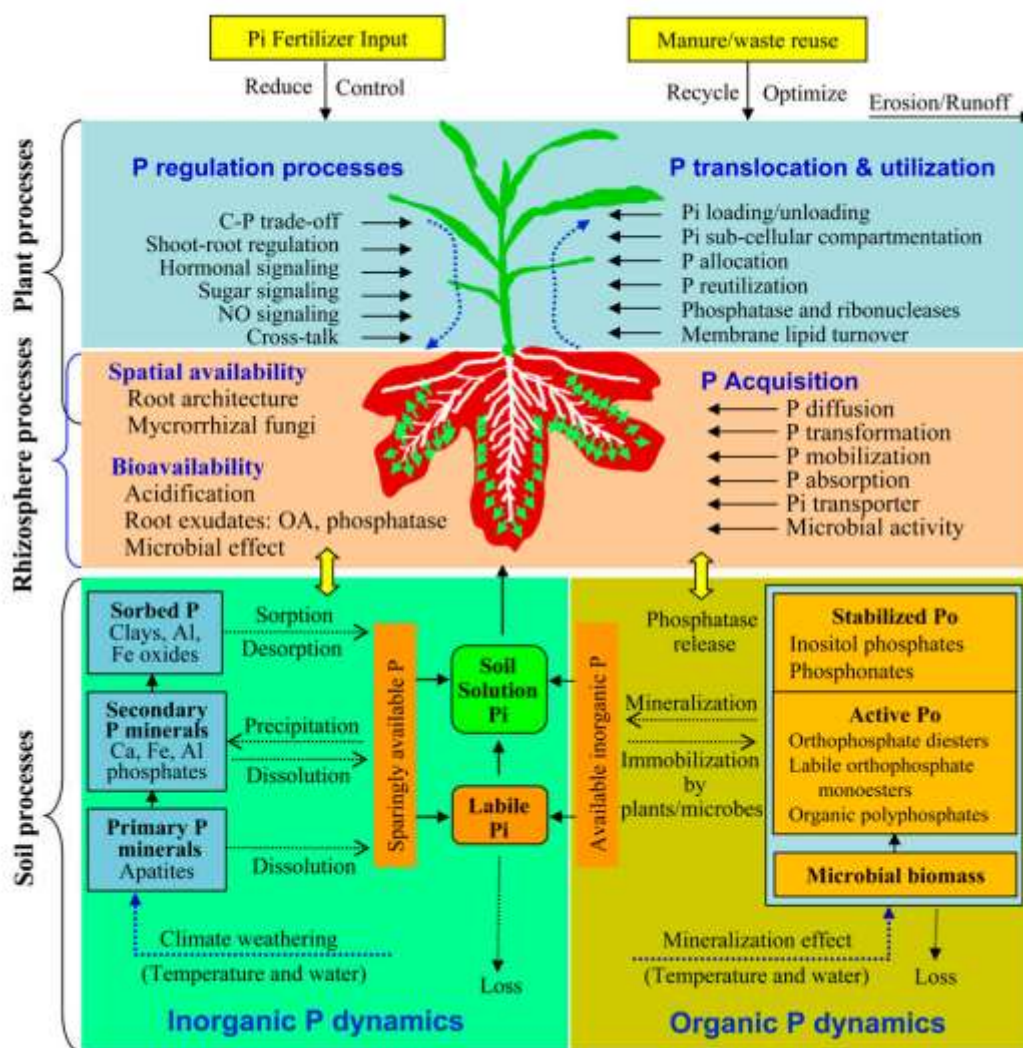 Pi Fertilizer Input
Manure/waste reuse
Reduce
Control
Recycle
Optimize
Erosion/Runoff
Plant processes
P regulation processes
C-P trade-off
Shoot-root regulation
Hormonal signaling
Sugar signaling
NO signaling
Cross-talk
P translocation & utilization
Pi loading/unloading
Pi sub-cellular compartmentation
P allocation
P reutilization
Phosphatase and ribonucleases
Membrane lipid turnover
Rhizosphere processes
Spatial availability
Root architecture
Mycrorrhizal fungi
Bioavailability
Acidification
Root exudates: OA, phosphatase
Microbial effect
P Acquisition
P diffusion
P transformation
P mobilization
P absorption
Pi transporter
Microbial activity
Soil processes
Sorbed P
Clays, Al,
Fe oxides
Secondary
P minerals
Ca, Fe, Al
phosphates
Primary P
minerals
Apatites
Sorption
Desorption
Precipitation
Dissolution
Dissolution
Climate weathering
(Temperature and water)
Sparingly available P
Soil
Solution
Pi
Labile
Pi
Loss
Inorganic P dynamics
Available inorganic P
Phosphatase
release
Mineralization
Immobilization
by
plants/microbes
Stabilized Po
Inositol phosphates
Phosphonates
Active Po
Orthophosphate diesters
Labile orthophosphate
monoesters
Organic polyphosphates
Microbial biomass
Mineralization effect
(Temperature and water)
Loss
Organic P dynamics